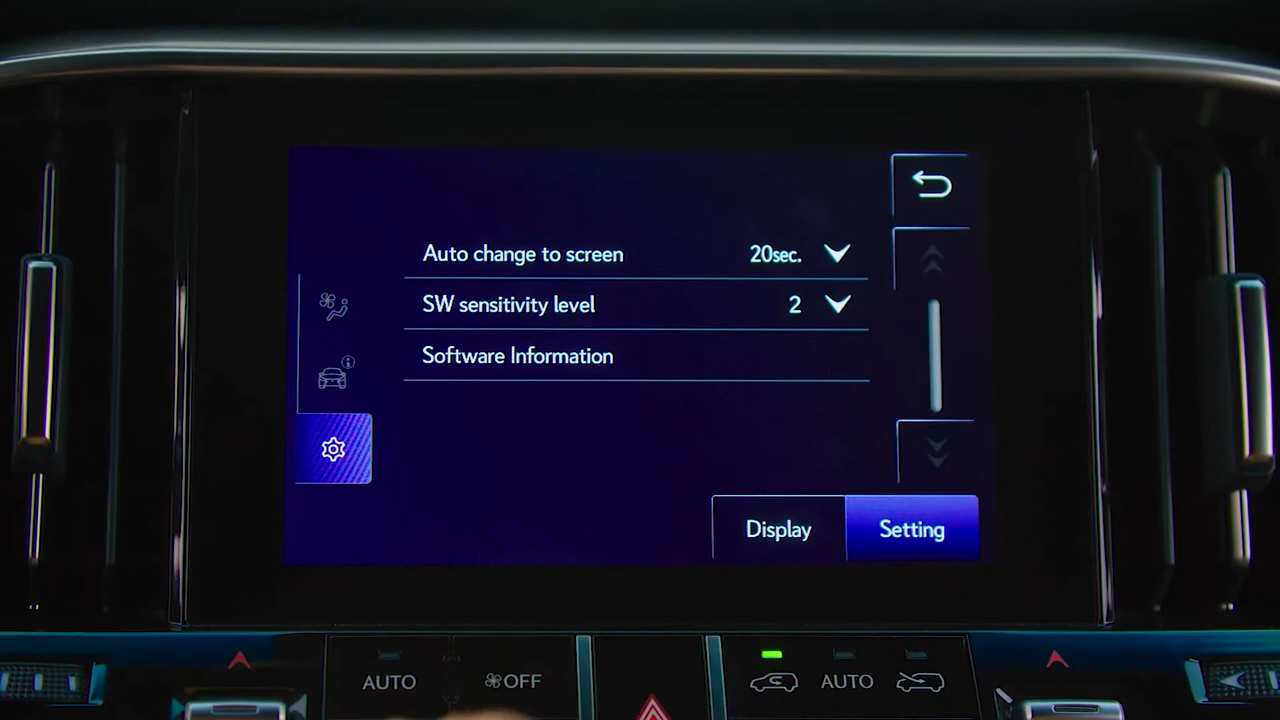 Auto change to screen 20sec.
SW sensitivity level 2
Software Information
Display Setting
AUTO OFF AUTO